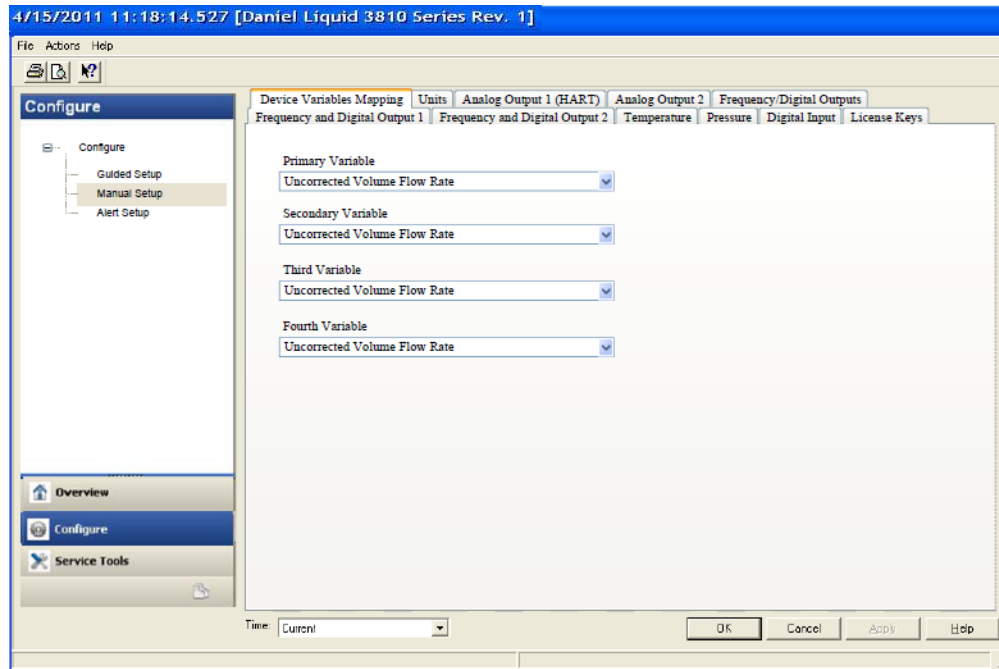 4/15/2011 11:18:14.527 [Daniel Liquid 3810 Series Rev. 1]
File Actions Help
Configure
Configure
Guided Setup
Manual Setup
Alert Setup
Overview
Configure
Service Tools
Device Variables Mapping Units Analog Output 1 (HART) Analog Output 2 Frequency/Digital Outputs
Frequency and Digital Output 1 Frequency and Digital Output 2 Temperature Pressure Digital Input License Keys
Primary Variable
Uncorrected Volume Flow Rate
Secondary Variable
Uncorrected Volume Flow Rate
Third Variable
Uncorrected Volume Flow Rate
Fourth Variable
Uncorrected Volume Flow Rate
Time: Current
OK Cancel Apply Help